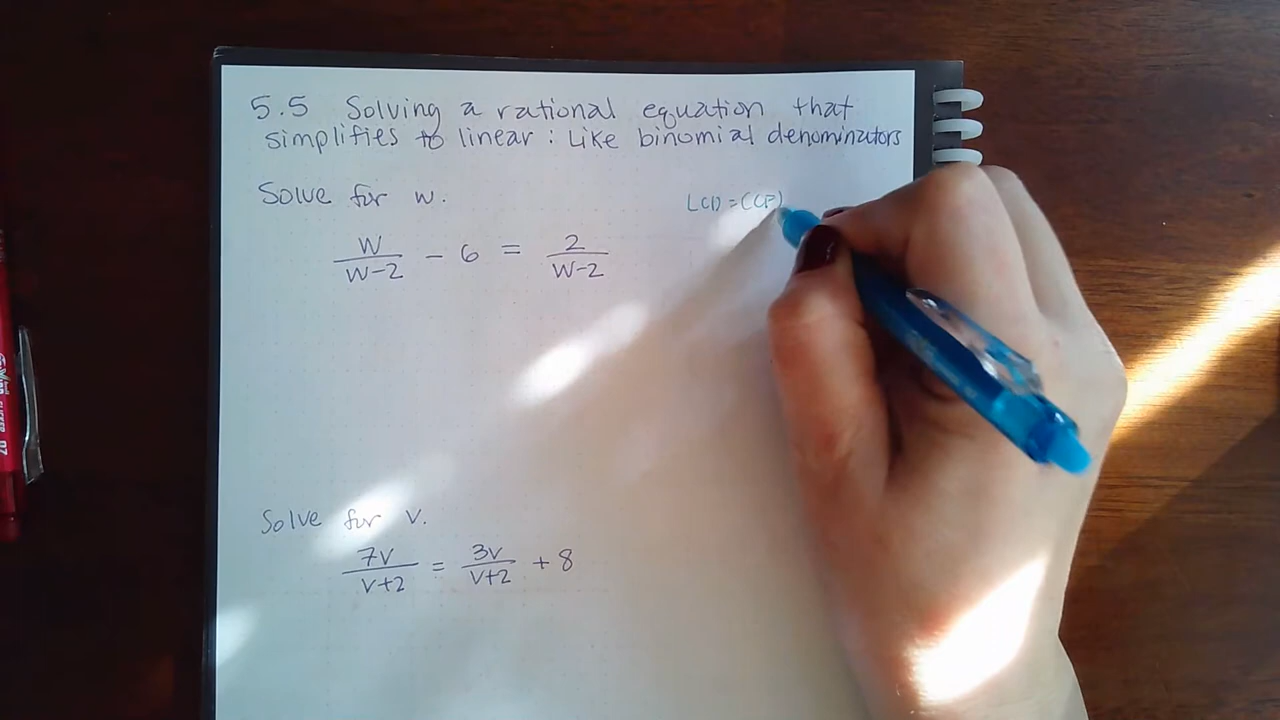 5.5 Solving a rational equation that
simplifies to linear: Like binomial denominators
Solve for w.
LCD = (CF)
w/(w-2) - 6 = 2/(w-2)
Solve for v.
7v/(v+2) = 3v/(v+2) + 8